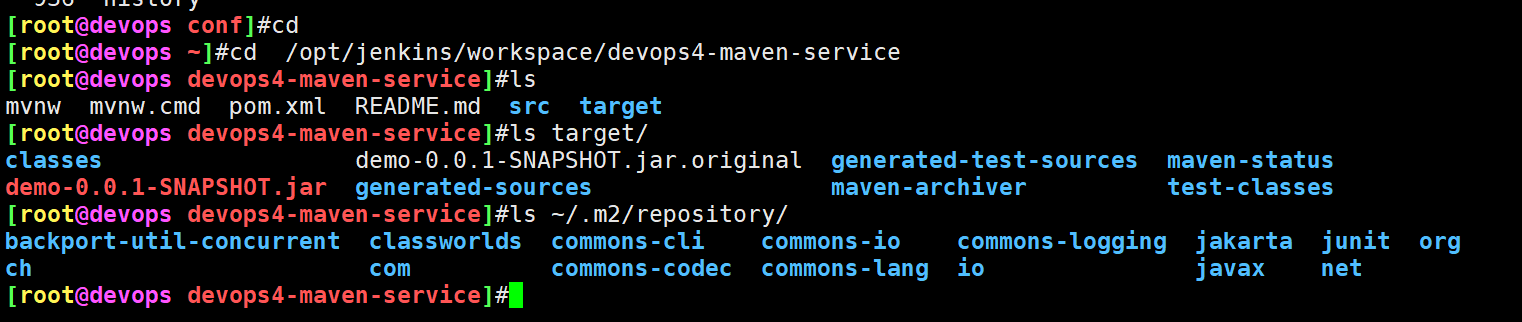 936  history
[root@devops conf]#cd
[root@devops ~]#cd  /opt/jenkins/workspace/devops4-maven-service
[root@devops devops4-maven-service]#ls
mvnw  mvnw.cmd  pom.xml  README.md  src  target
[root@devops devops4-maven-service]#ls target/
classes                  demo-0.0.1-SNAPSHOT.jar.original  generated-test-sources  maven-status
demo-0.0.1-SNAPSHOT.jar  generated-sources                 maven-archiver          test-classes
[root@devops devops4-maven-service]#ls ~/.m2/repository/
backport-util-concurrent  classworlds  commons-cli    commons-io    commons-logging  jakarta  junit  org
ch                        com          commons-codec  commons-lang  io               javax    net
[root@devops devops4-maven-service]#